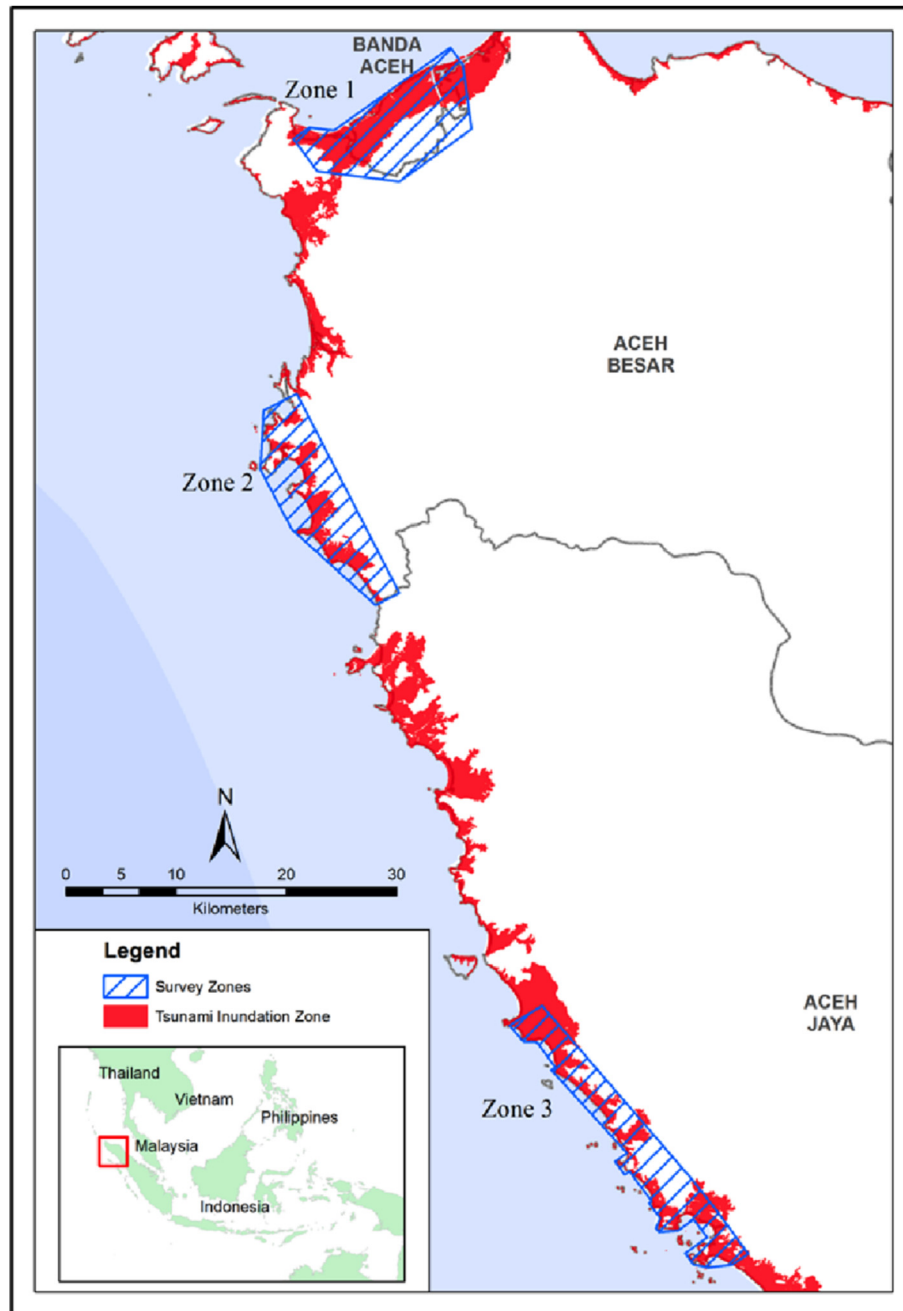 BANDA
ACEH
Zone 1
ACEH
BESAR
Zone 2
N
0 5 10 20 30
Kilometers
Legend
Survey Zones
Tsunami Inundation Zone
ACEH
JAYA
Zone 3
Thailand
Vietnam
Philippines
Malaysia
Indonesia